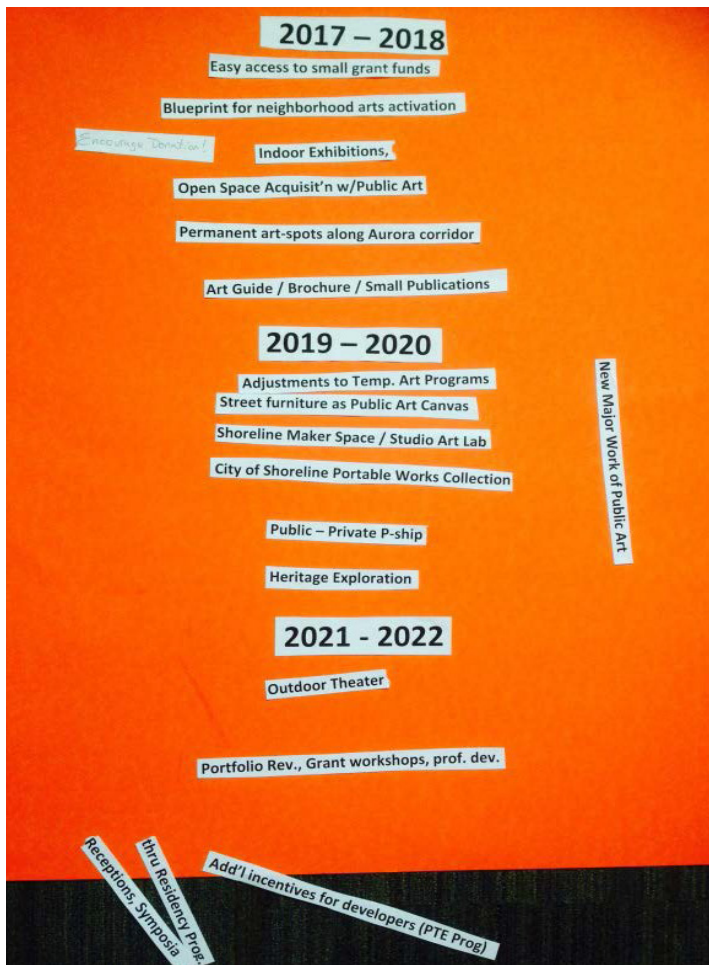 2017 – 2018
Easy access to small grant funds
Blueprint for neighborhood arts activation
Encourage Donation!
Indoor Exhibitions,
Open Space Acquisit'n w/Public Art
Permanent art-spots along Aurora corridor
Art Guide / Brochure / Small Publications
2019 – 2020
Adjustments to Temp. Art Programs
Street furniture as Public Art Canvas
Shoreline Maker Space / Studio Art Lab
City of Shoreline Portable Works Collection
New Major Work of Public Art
Public – Private P-ship
Heritage Exploration
2021 - 2022
Outdoor Theater
Portfolio Rev., Grant workshops, prof. dev.
Receptions, Symposia
thru Residency Prog.
Add'l incentives for developers (PTE Prog)